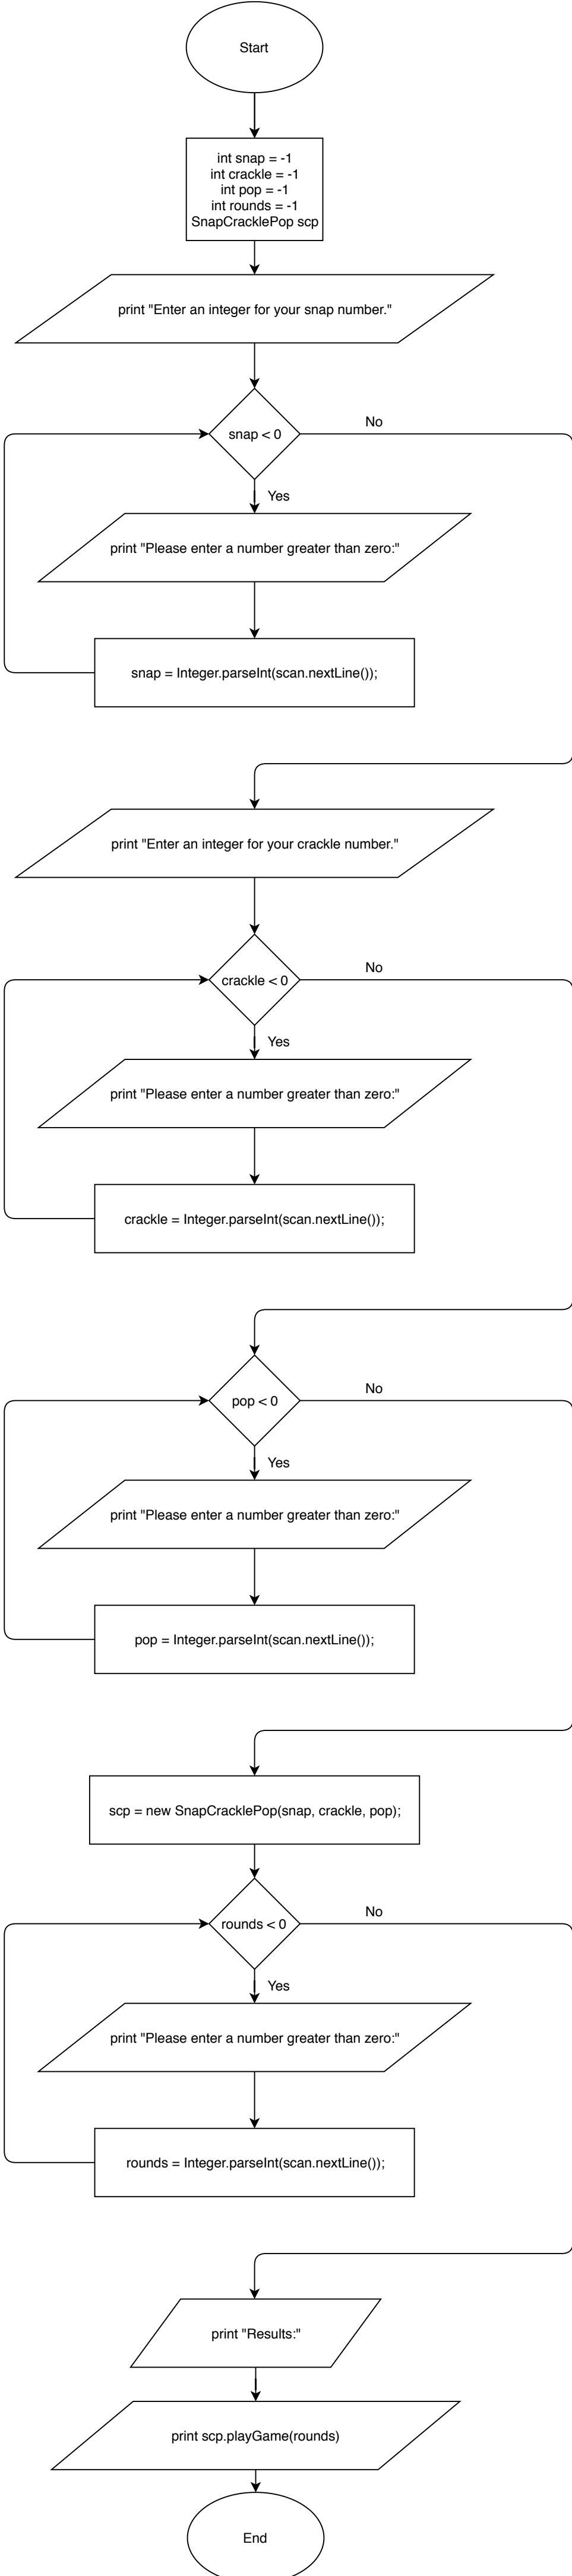 Start
int snap = -1
int crackle = -1
int pop = -1
int rounds = -1
SnapCracklePop scp
print "Enter an integer for your snap number."
snap < 0
No
Yes
print "Please enter a number greater than zero:"
snap = Integer.parseInt(scan.nextLine());
print "Enter an integer for your crackle number."
crackle < 0
No
Yes
print "Please enter a number greater than zero:"
crackle = Integer.parseInt(scan.nextLine());
pop < 0
No
Yes
print "Please enter a number greater than zero:"
pop = Integer.parseInt(scan.nextLine());
scp = new SnapCracklePop(snap, crackle, pop);
rounds < 0
No
Yes
print "Please enter a number greater than zero:"
rounds = Integer.parseInt(scan.nextLine());
print "Results:"
print scp.playGame(rounds)
End